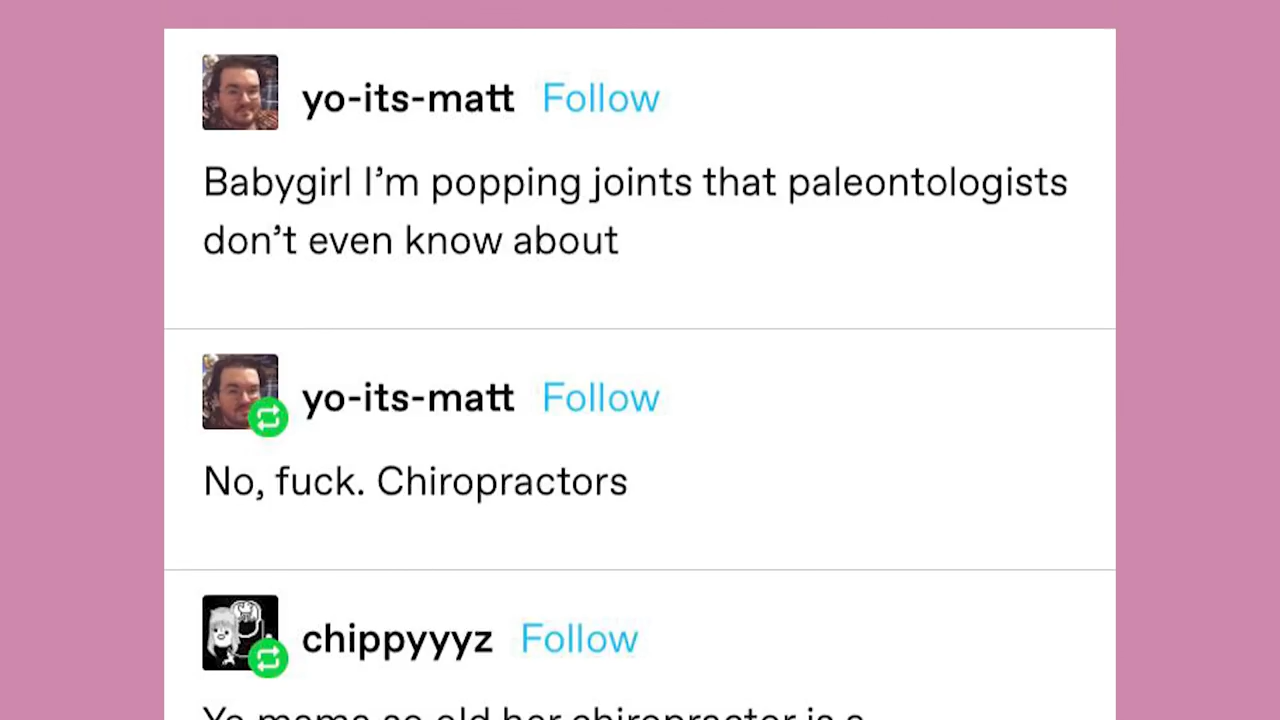 yo-its-matt Follow
Babygirl I'm popping joints that paleontologists
don't even know about
yo-its-matt Follow
No, fuck. Chiropractors
chippyyyz Follow
Yo mama so old her chiropractor is a